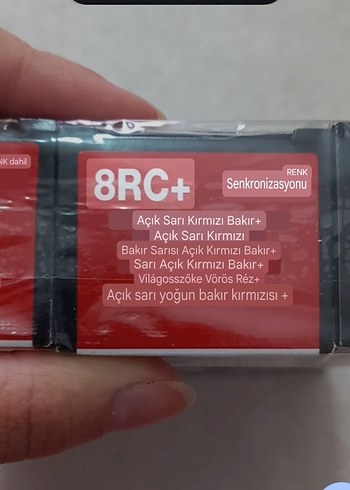 NK dahil
8RC+
RENK
Senkronizasyonu
Açık Sarı Kırmızı Bakır+
Açık Sarı Kırmızı
Bakır Sarısı Açık Kırmızı Bakır+
Sarı Açık Kırmızı Bakır+
Világosszőke Vörös Réz+
Açık sarı yoğun bakır kırmızısı +